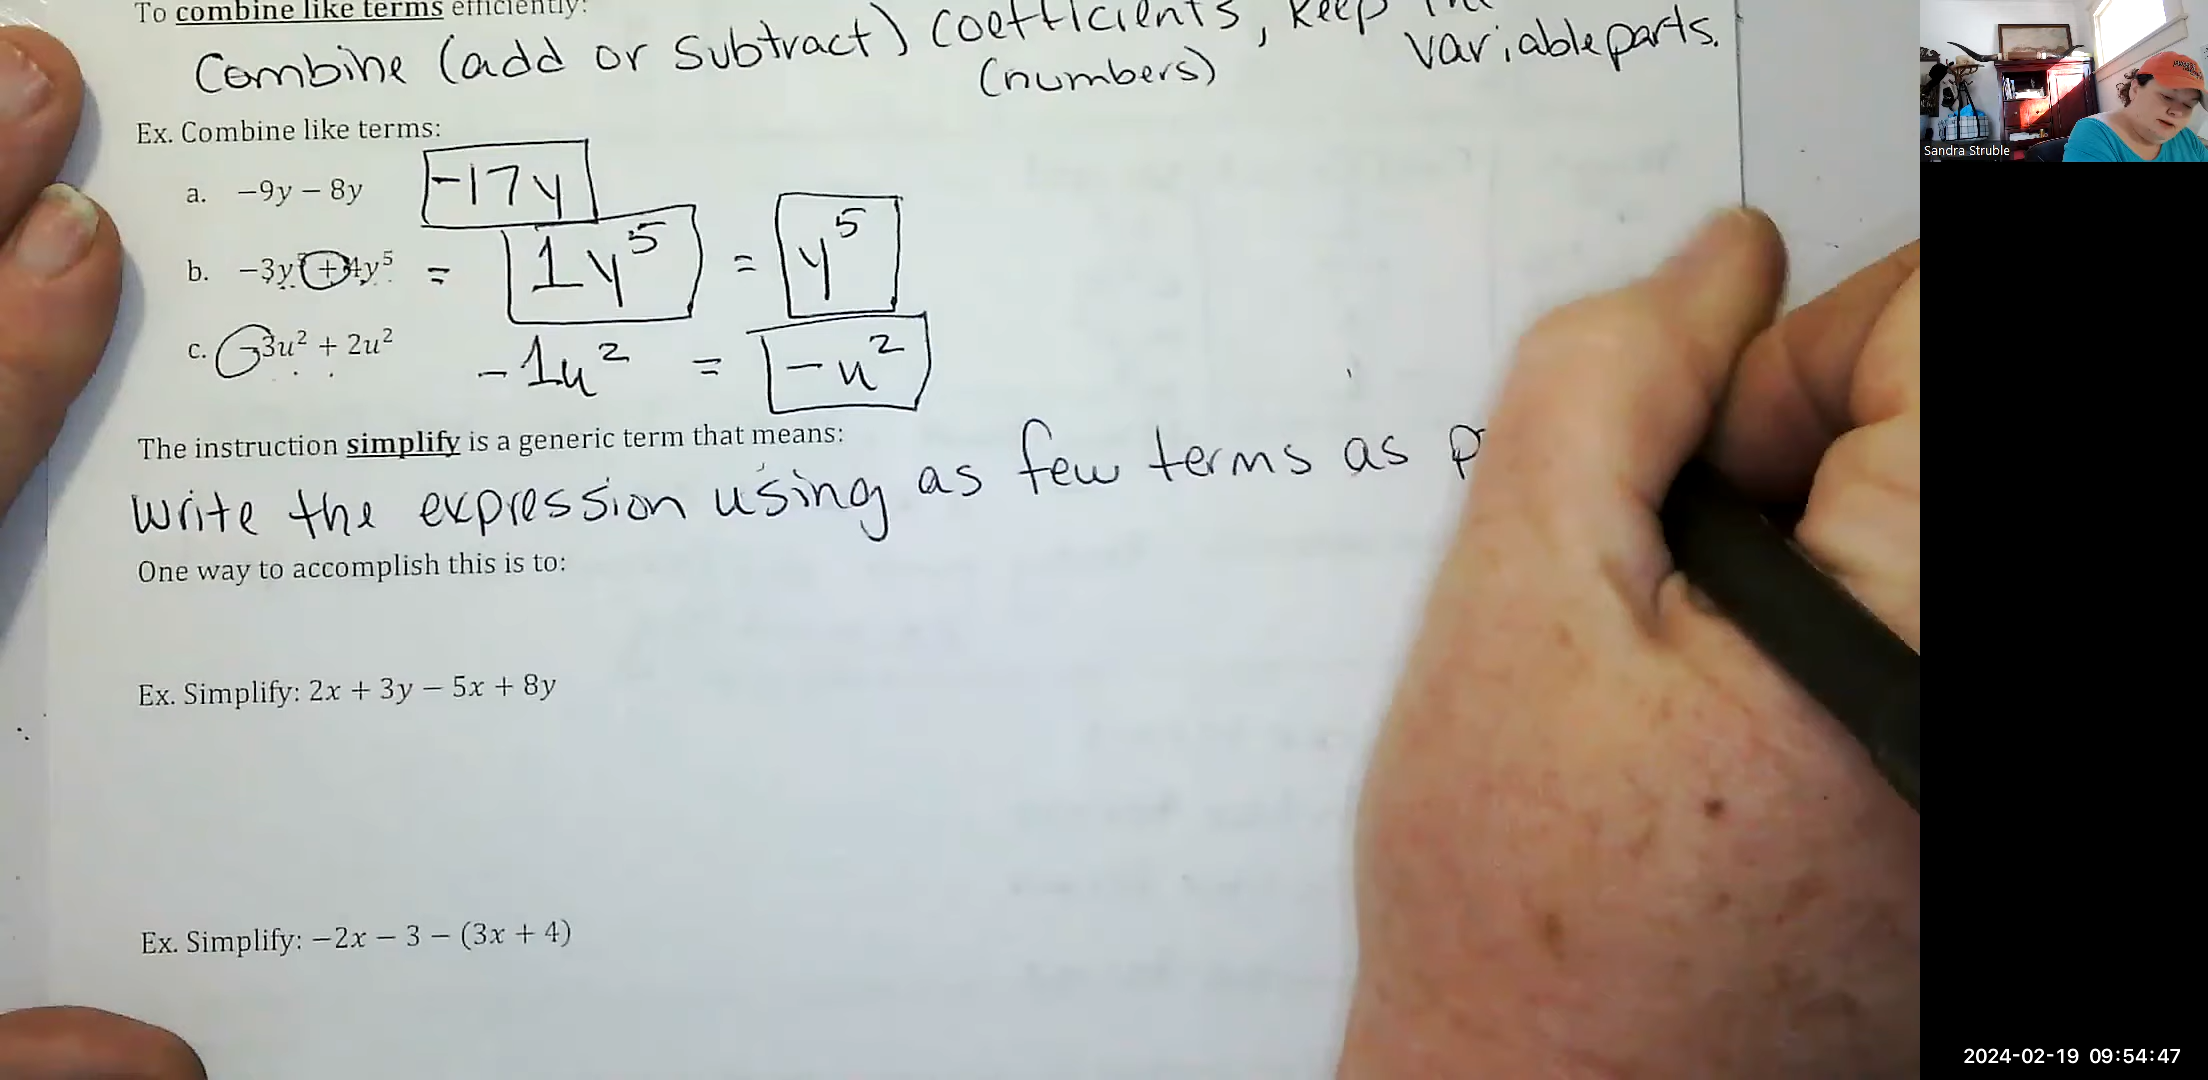 To combine like terms efficiently:
Combine (add or subtract) coefficients, keep
(numbers) variable parts.
Ex. Combine like terms:
a. −9y − 8y -17y
b. −3y⁵ + 4y⁵ = 1y⁵ = y⁵
c. −3u² + 2u² -1u² = -u²
The instruction simplify is a generic term that means:
Write the expression using as few terms as p
One way to accomplish this is to:
Ex. Simplify: 2x + 3y − 5x + 8y
Ex. Simplify: −2x − 3 − (3x + 4)
Sandra Struble
2024-02-19 09:54:47